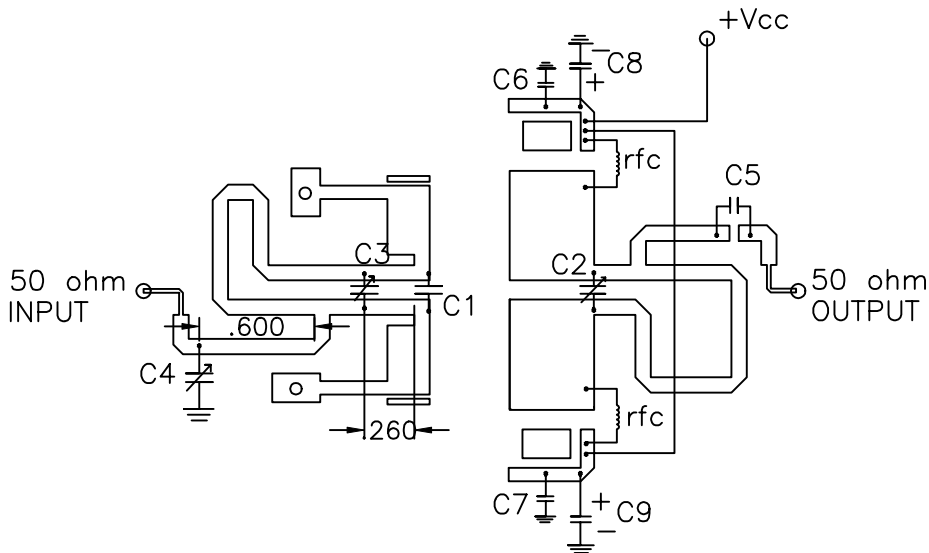 +Vcc
C8
−
+
C6
rfc
C5
C3
C2
50 ohm
INPUT
C1
50 ohm
OUTPUT
.600
C4
rfc
.260
C7
+
C9
−